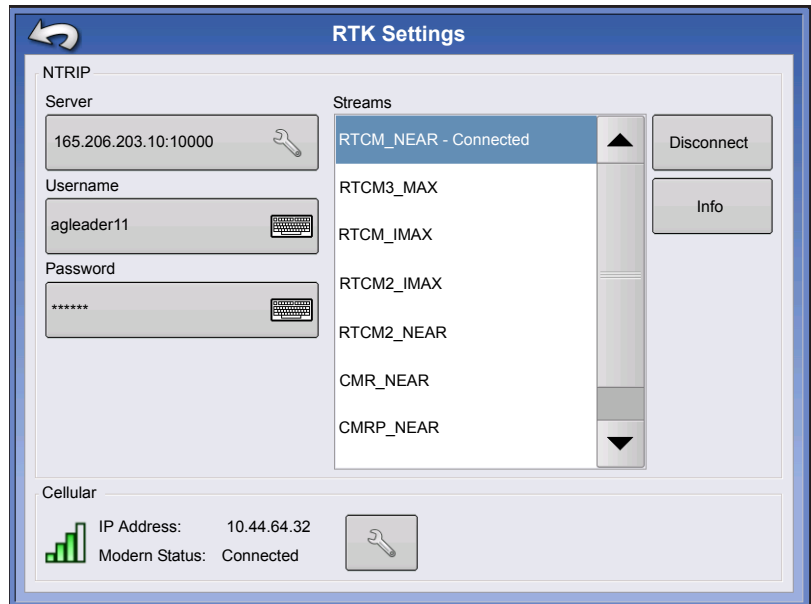 RTK Settings
NTRIP
Server
165.206.203.10:10000
Username
agleader11
Password
******
Streams
RTCM_NEAR - Connected
RTCM3_MAX
RTCM_IMAX
RTCM2_IMAX
RTCM2_NEAR
CMR_NEAR
CMRP_NEAR
Disconnect
Info
Cellular
IP Address: 10.44.64.32
Modern Status: Connected